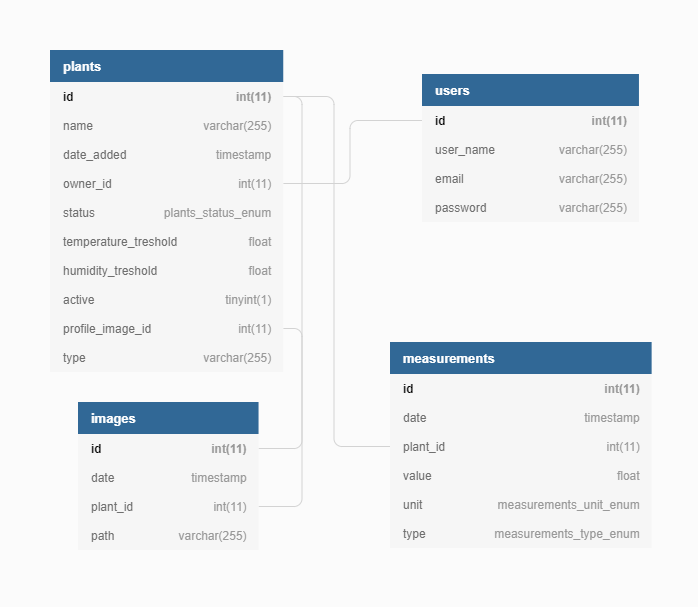 plants
id int(11)
name varchar(255)
date_added timestamp
owner_id int(11)
status plants_status_enum
temperature_treshold float
humidity_treshold float
active tinyint(1)
profile_image_id int(11)
type varchar(255)
users
id int(11)
user_name varchar(255)
email varchar(255)
password varchar(255)
images
id int(11)
date timestamp
plant_id int(11)
path varchar(255)
measurements
id int(11)
date timestamp
plant_id int(11)
value float
unit measurements_unit_enum
type measurements_type_enum